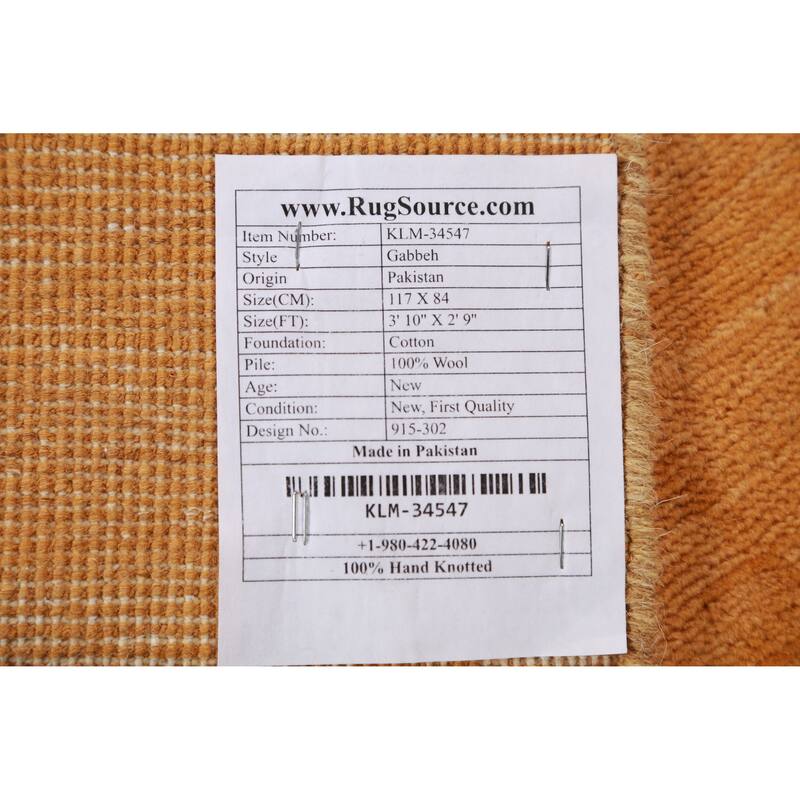 www.RugSource.com
Item Number: KLM-34547
Style Gabbeh
Origin Pakistan
Size(CM): 117 X 84
Size(FT): 3' 10" X 2' 9"
Foundation: Cotton
Pile: 100% Wool
Age: New
Condition: New, First Quality
Design No.: 915-302
Made in Pakistan
KLM-34547
+1-980-422-4080
100% Hand Knotted